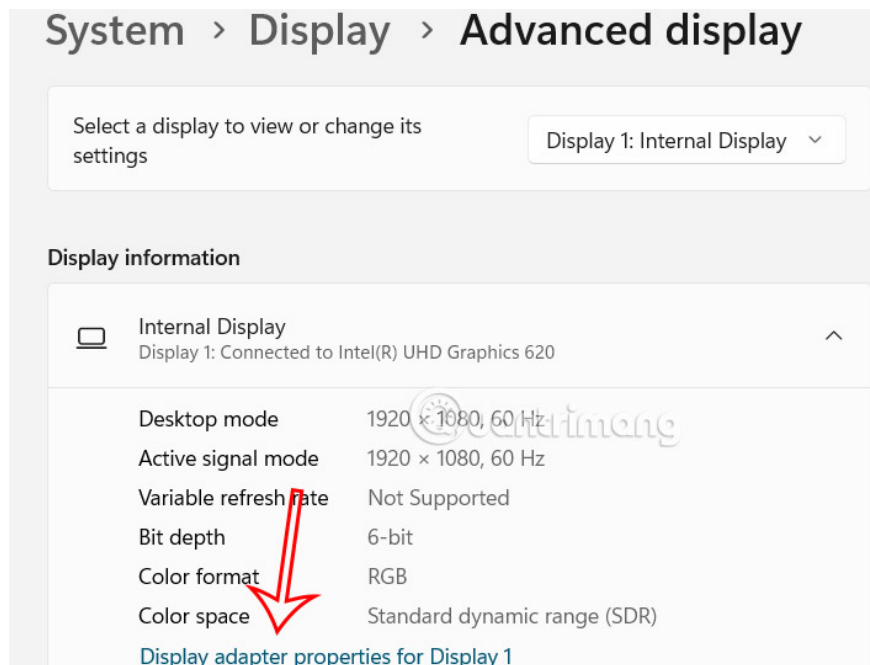 System > Display > Advanced display
Select a display to view or change its
settings
Display 1: Internal Display
Display information
Internal Display
Display 1: Connected to Intel(R) UHD Graphics 620
Desktop mode 1920 × 1080, 60 Hz
uantrimang
Active signal mode 1920 × 1080, 60 Hz
Variable refresh rate Not Supported
Bit depth 6-bit
Color format RGB
Color space Standard dynamic range (SDR)
Display adapter properties for Display 1